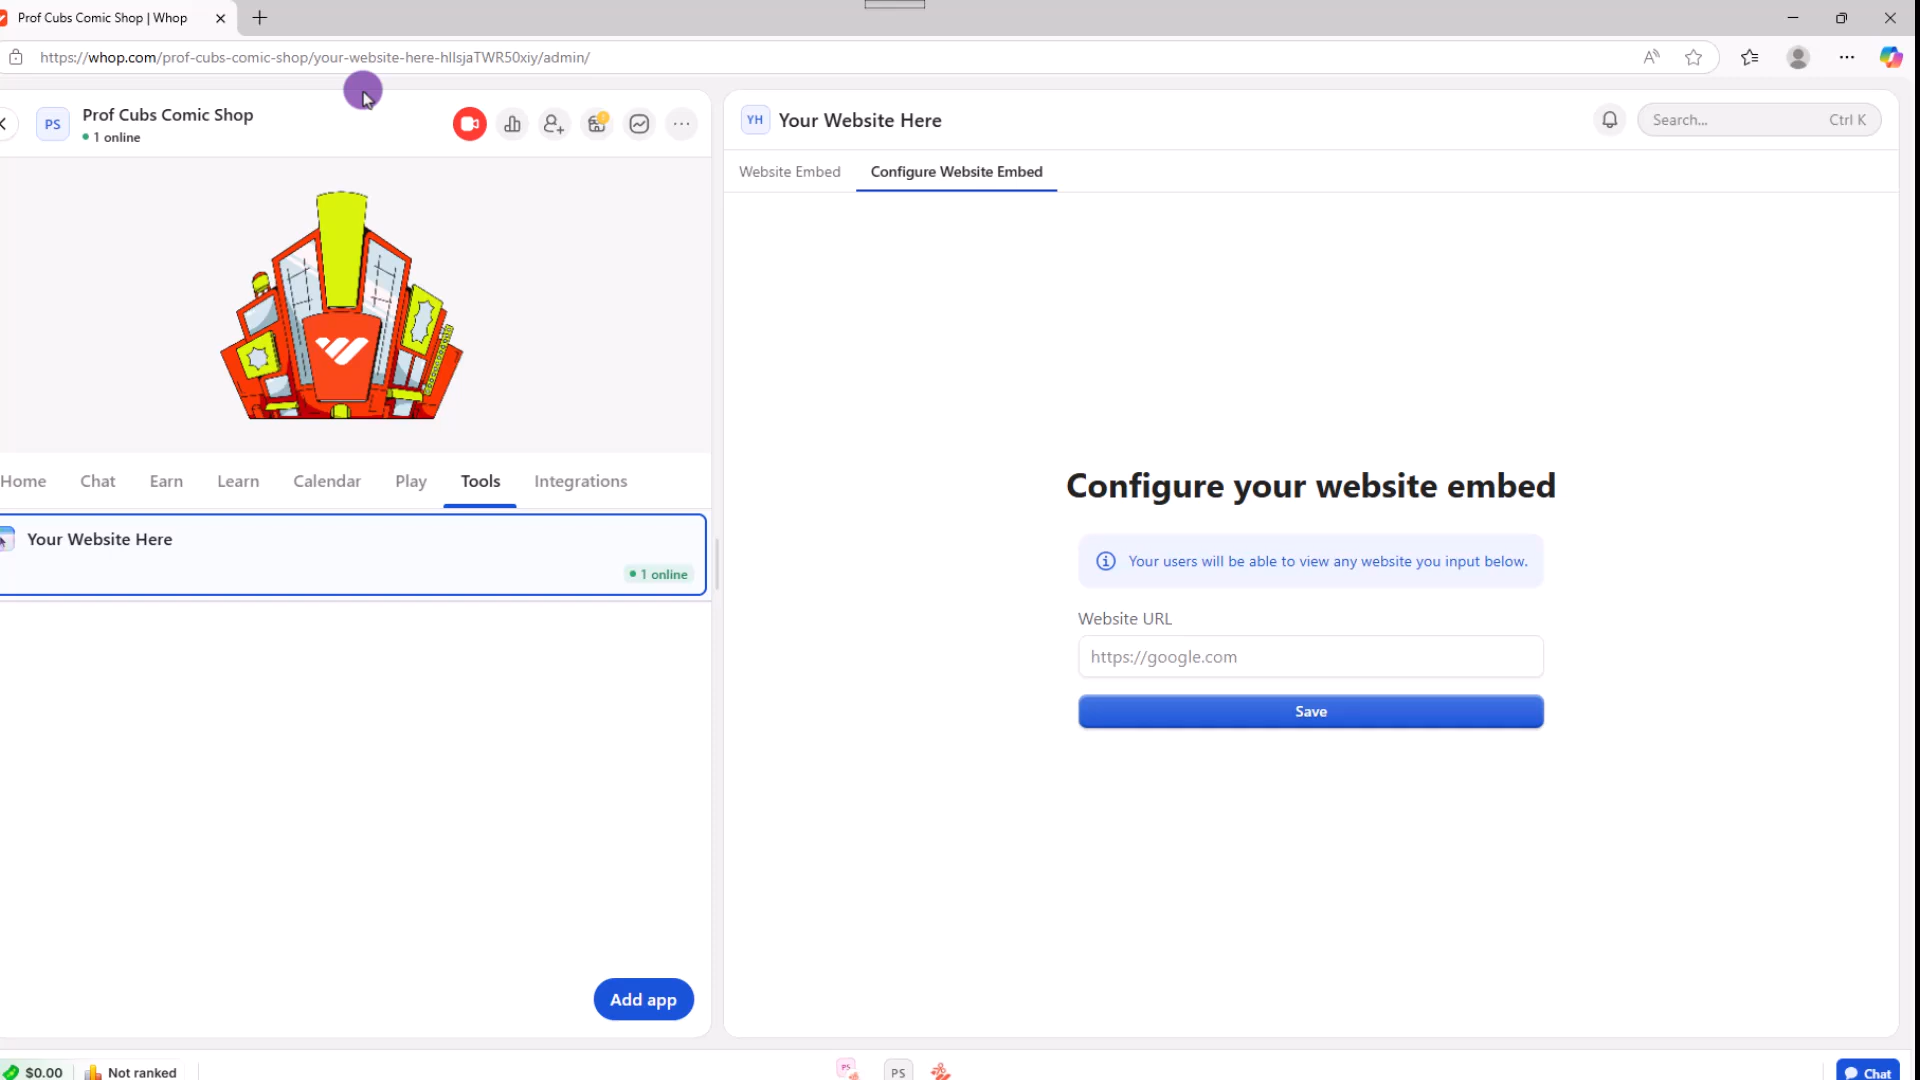 Prof Cubs Comic Shop | Whop
https://whop.com/prof-cubs-comic-shop/your-website-here-hllsjaTWR50xiy/admin/
PS
Prof Cubs Comic Shop
1 online
Home Chat Earn Learn Calendar Play Tools Integrations
Your Website Here
1 online
Add app
YH Your Website Here
Search... Ctrl K
Website Embed Configure Website Embed
Configure your website embed
Your users will be able to view any website you input below.
Website URL
https://google.com
Save
$0.00 Not ranked
PS
PS
Chat